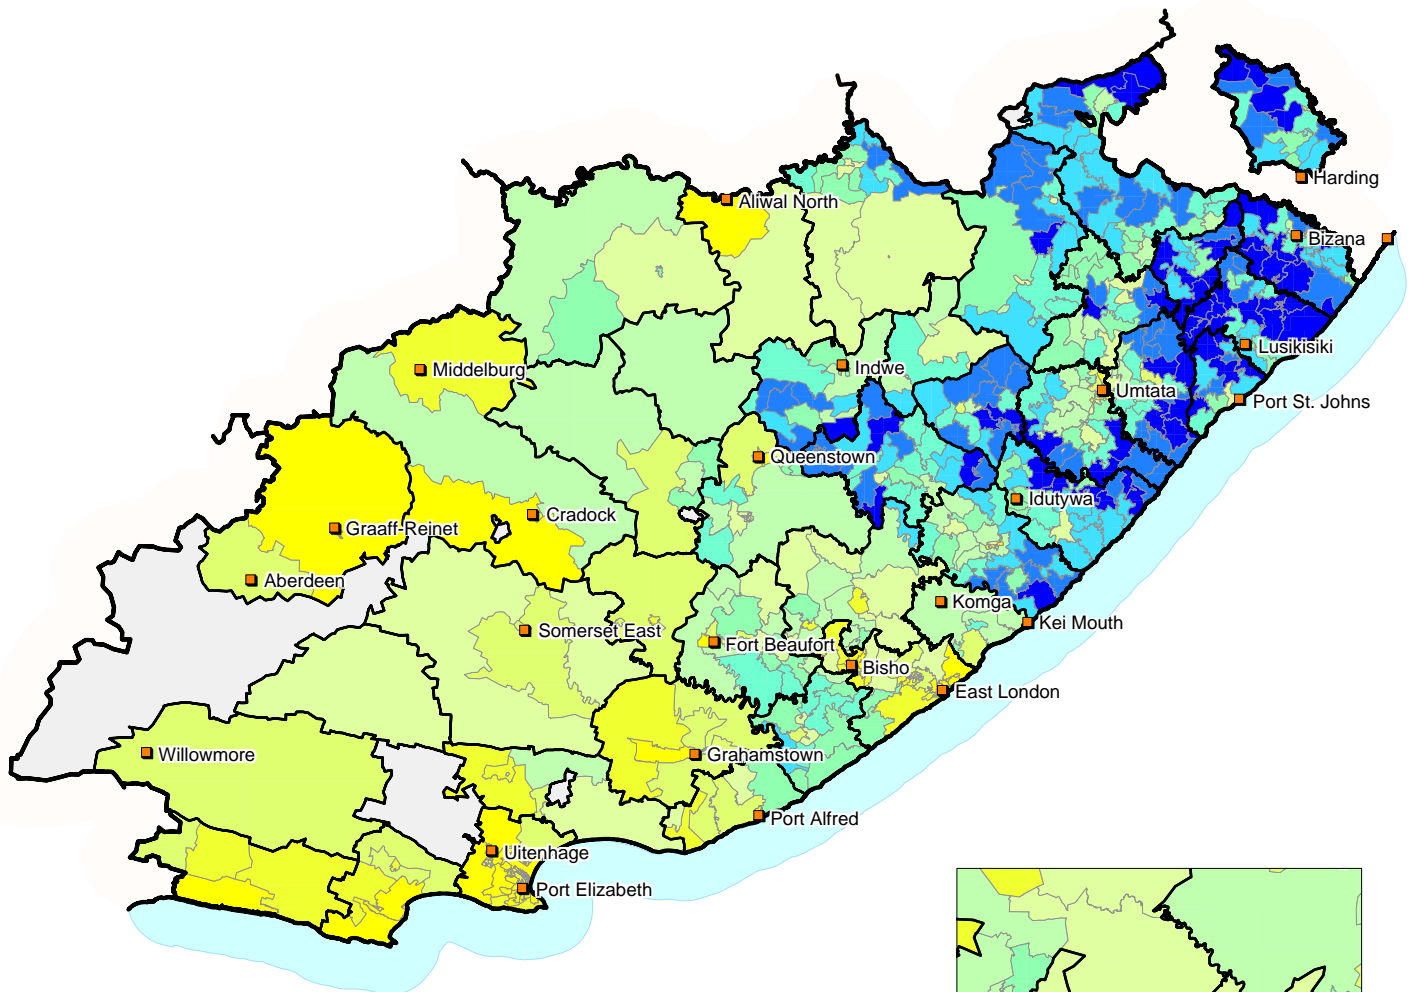 Harding
Aliwal North
Bizana
Lusikisiki
Middelburg
Indwe
Umtata
Port St. Johns
Queenstown
Idutywa
Cradock
Graaff-Reinet
Aberdeen
Komga
Kei Mouth
Somerset East
Fort Beaufort
Bisho
East London
Willowmore
Grahamstown
Port Alfred
Uitenhage
Port Elizabeth